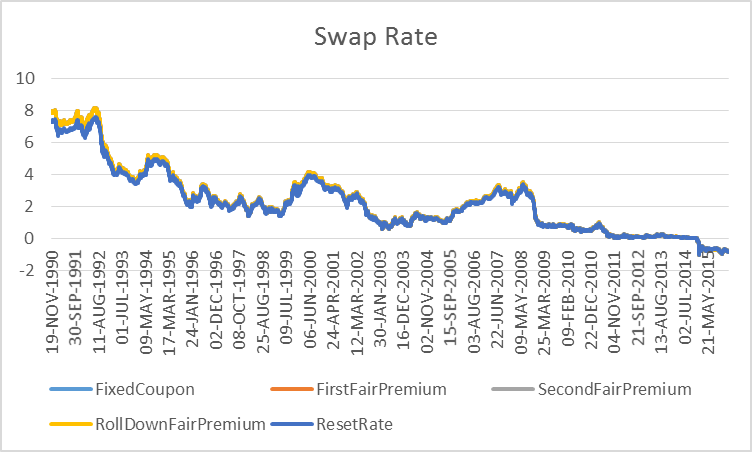 Swap Rate
10
8
6
4
2
0
-2
19-NOV-1990
30-SEP-1991
11-AUG-1992
01-JUL-1993
09-MAY-1994
17-MAR-1995
24-JAN-1996
02-DEC-1996
08-OCT-1997
25-AUG-1998
09-JUL-1999
06-JUN-2000
24-APR-2001
12-MAR-2002
30-JAN-2003
16-DEC-2003
02-NOV-2004
15-SEP-2005
03-AUG-2006
22-JUN-2007
09-MAY-2008
25-MAR-2009
09-FEB-2010
22-DEC-2010
04-NOV-2011
21-SEP-2012
13-AUG-2013
02-JUL-2014
21-MAY-2015
FixedCoupon FirstFairPremium SecondFairPremium
RollDownFairPremium ResetRate